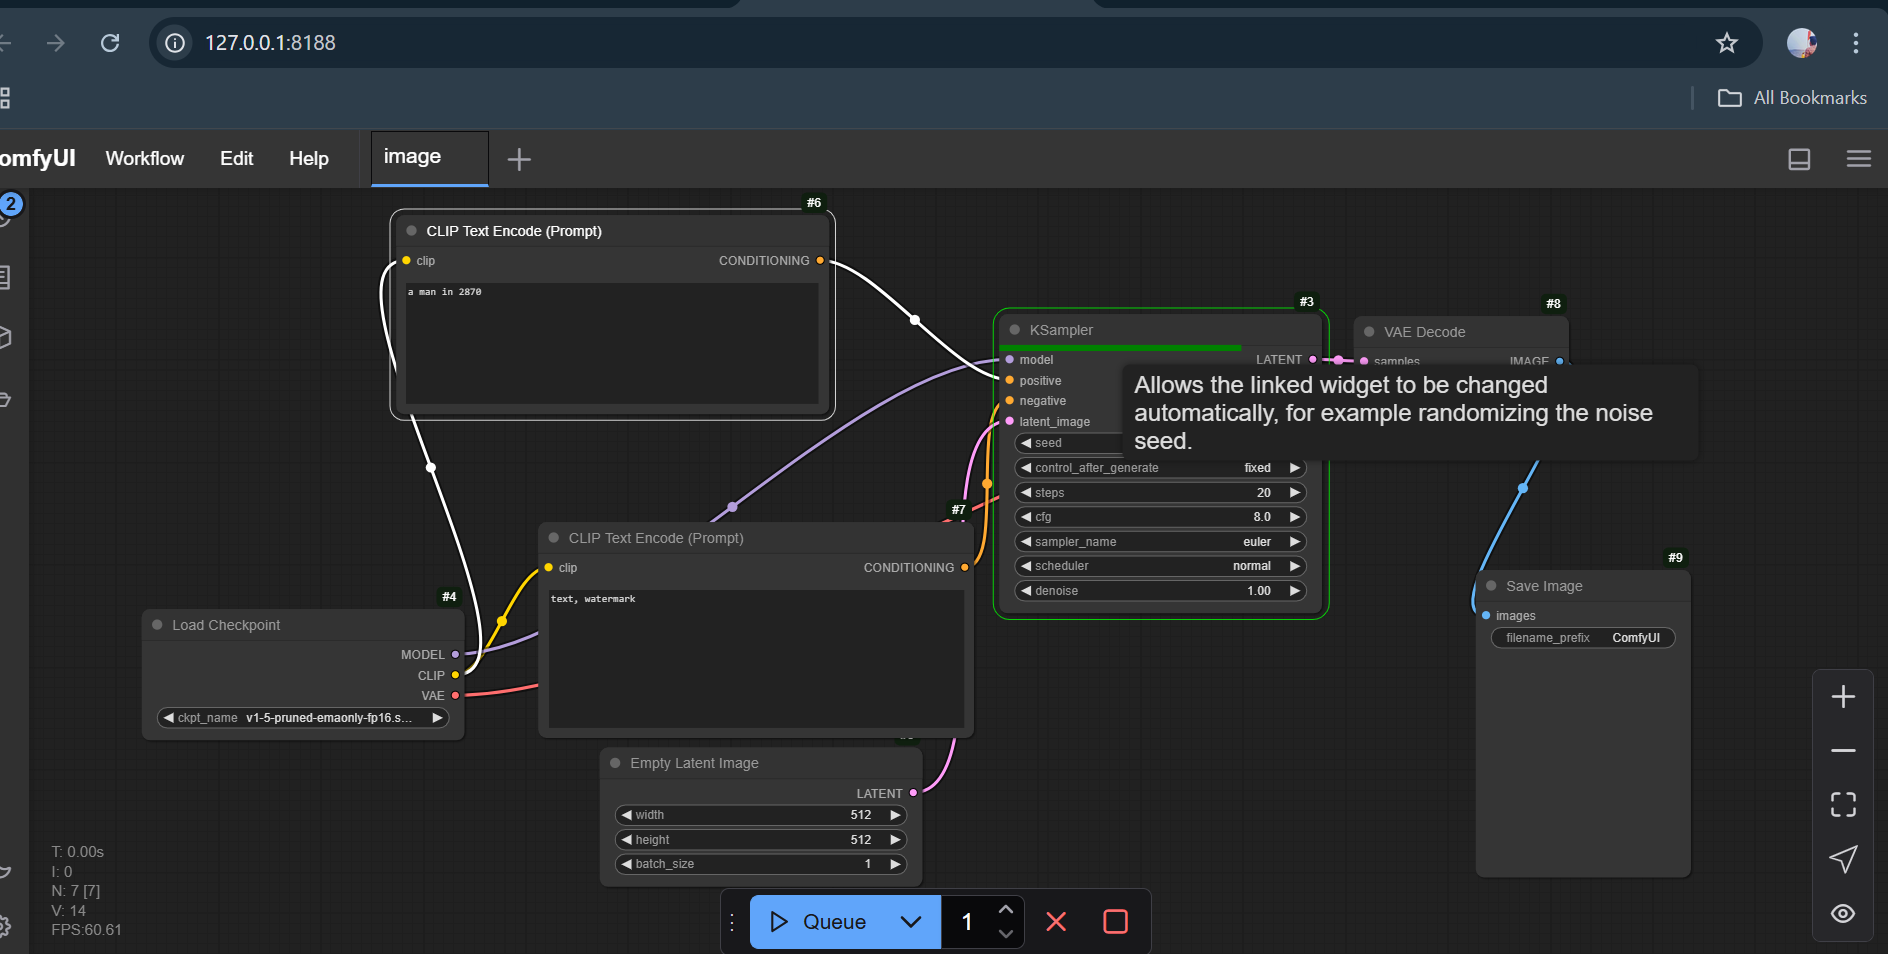 127.0.0.1:8188
All Bookmarks
omfyUI Workflow Edit Help image
2
#6
CLIP Text Encode (Prompt)
clip CONDITIONING
a man in 2870
#3
KSampler
model LATENT
positive
negative
latent_image
seed
control_after_generate fixed
steps 20
cfg 8.0
sampler_name euler
scheduler normal
denoise 1.00
#8
VAE Decode
samples IMAGE
Allows the linked widget to be changed
automatically, for example randomizing the noise
seed.
#7
CLIP Text Encode (Prompt)
clip CONDITIONING
text, watermark
#4
Load Checkpoint
MODEL
CLIP
VAE
ckpt_name v1-5-pruned-emaonly-fp16.s...
Empty Latent Image
LATENT
width 512
height 512
batch_size 1
#9
Save Image
images
filename_prefix ComfyUI
T: 0.00s
I: 0
N: 7 [7]
V: 14
FPS:60.61
Queue 1